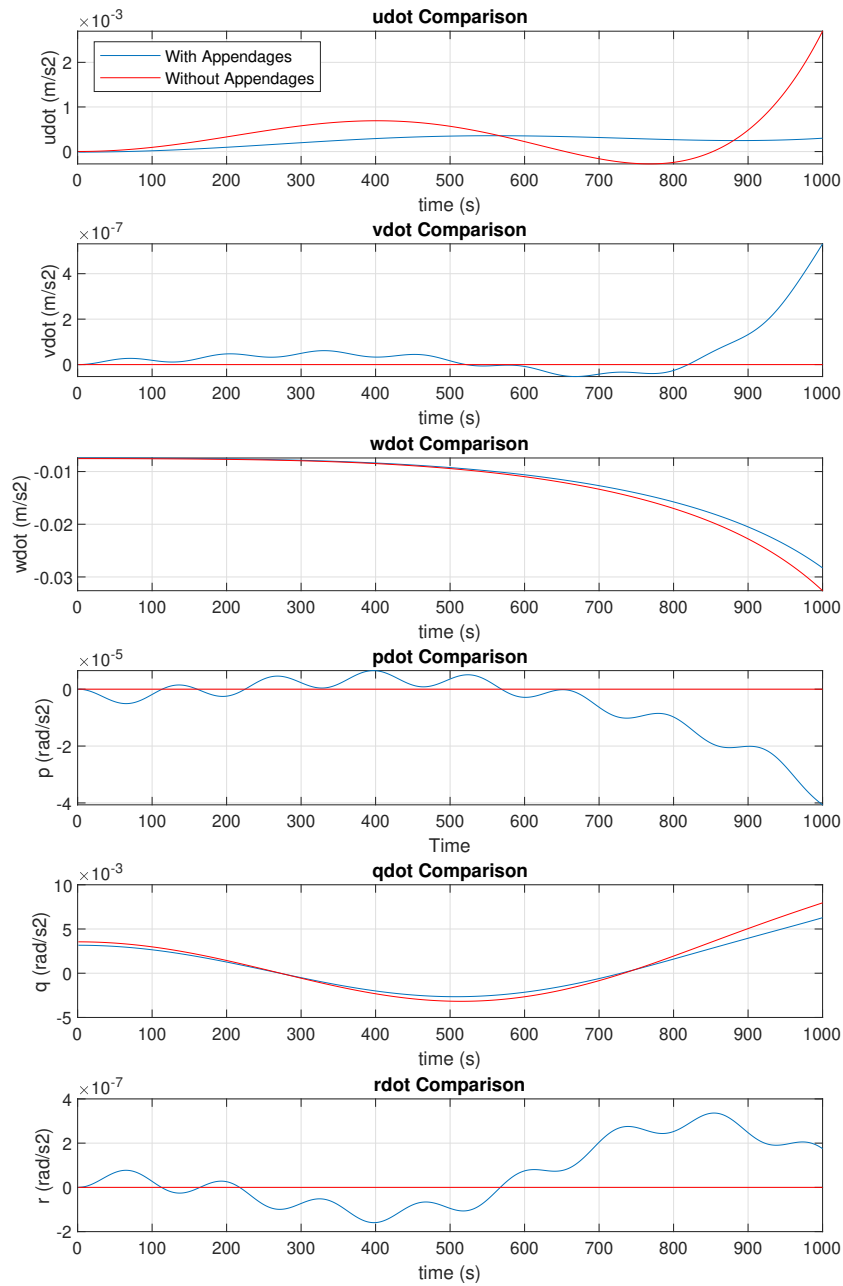 udot Comparison
×10⁻³
With Appendages
Without Appendages
udot (m/s2)
2
1
0
0 100 200 300 400 500 600 700 800 900 1000
time (s)
vdot Comparison
×10⁻⁷
vdot (m/s2)
4
2
0
0 100 200 300 400 500 600 700 800 900 1000
time (s)
wdot Comparison
wdot (m/s2)
-0.01
-0.02
-0.03
0 100 200 300 400 500 600 700 800 900 1000
time (s)
pdot Comparison
×10⁻⁵
p (rad/s2)
0
-2
-4
0 100 200 300 400 500 600 700 800 900 1000
Time
qdot Comparison
×10⁻³
q (rad/s2)
10
5
0
-5
0 100 200 300 400 500 600 700 800 900 1000
time (s)
rdot Comparison
×10⁻⁷
r (rad/s2)
4
2
0
-2
0 100 200 300 400 500 600 700 800 900 1000
time (s)